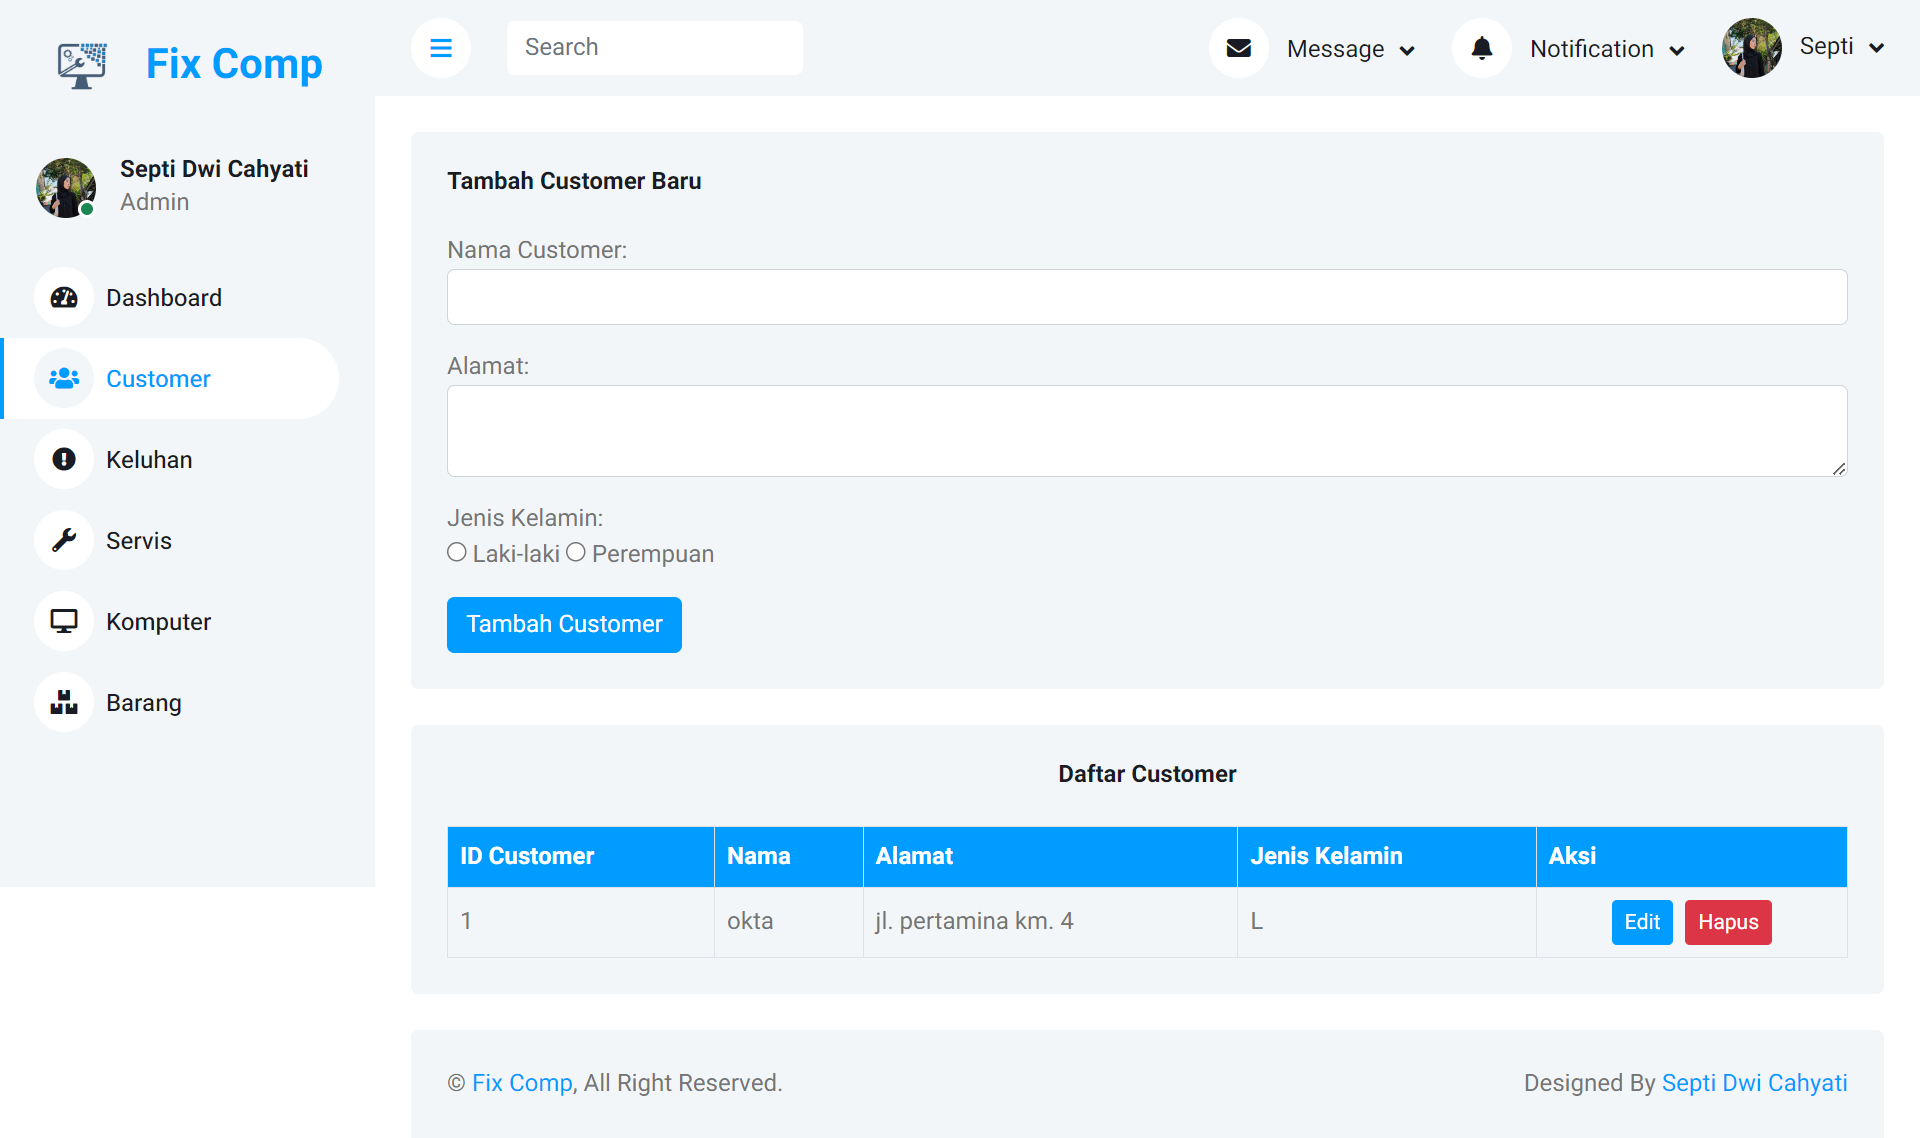 Fix Comp
Search
Message
Notification
Septi
Septi Dwi Cahyati
Admin
Dashboard
Customer
Keluhan
Servis
Komputer
Barang
Tambah Customer Baru
Nama Customer:
Alamat:
Jenis Kelamin:
Laki-laki Perempuan
Tambah Customer
Daftar Customer
ID Customer Nama Alamat Jenis Kelamin Aksi
1 okta jl. pertamina km. 4 L Edit Hapus
© Fix Comp, All Right Reserved.
Designed By Septi Dwi Cahyati